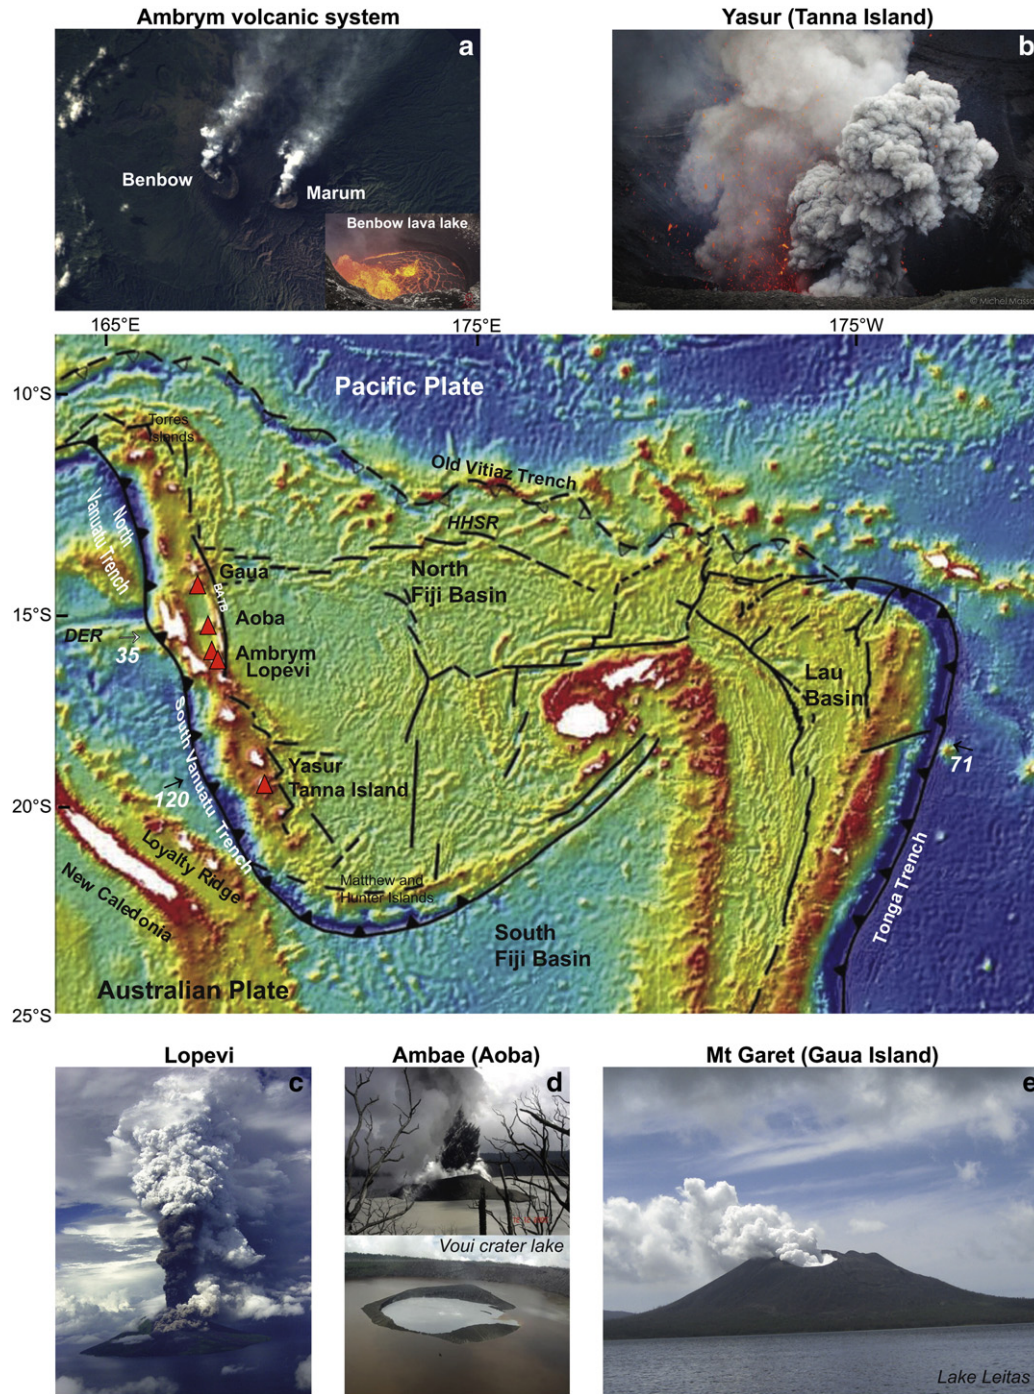 Ambrym volcanic system
Yasur (Tanna Island)
a
Benbow
Marum
Benbow lava lake
b
© Michel Massol
165°E
175°E
175°W
10°S
15°S
20°S
25°S
Pacific Plate
Torres
Islands
Old Vitiaz Trench
HHSR
North
Vanuatu Trench
North
Fiji Basin
Gaua
BATB
Aoba
DER
35
Ambrym
Lopevi
Lau
Basin
South Vanuatu Trench
Yasur
Tanna Island
120
71
Loyalty Ridge
New Caledonia
Matthew and
Hunter Islands
Tonga Trench
South
Fiji Basin
Australian Plate
Lopevi
Ambae (Aoba)
Mt Garet (Gaua Island)
c
d
e
Voui crater lake
Lake Leitas